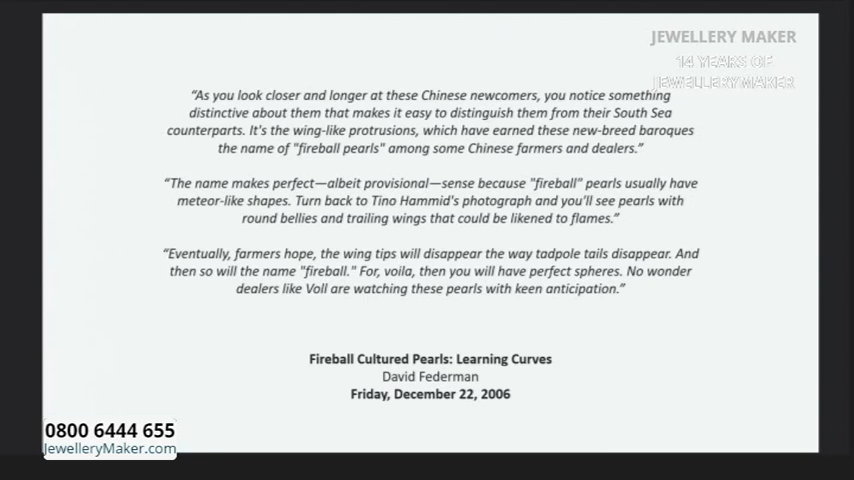 JEWELLERY MAKER
14 YEARS OF
JEWELLERYMAKER
“As you look closer and longer at these Chinese newcomers, you notice something
distinctive about them that makes it easy to distinguish them from their South Sea
counterparts. It's the wing-like protrusions, which have earned these new-breed baroques
the name of "fireball pearls" among some Chinese farmers and dealers.”
“The name makes perfect—albeit provisional—sense because "fireball" pearls usually have
meteor-like shapes. Turn back to Tino Hammid's photograph and you'll see pearls with
round bellies and trailing wings that could be likened to flames.”
“Eventually, farmers hope, the wing tips will disappear the way tadpole tails disappear. And
then so will the name "fireball." For, voila, then you will have perfect spheres. No wonder
dealers like Voll are watching these pearls with keen anticipation.”
Fireball Cultured Pearls: Learning Curves
David Federman
Friday, December 22, 2006
0800 6444 655
JewelleryMaker.com